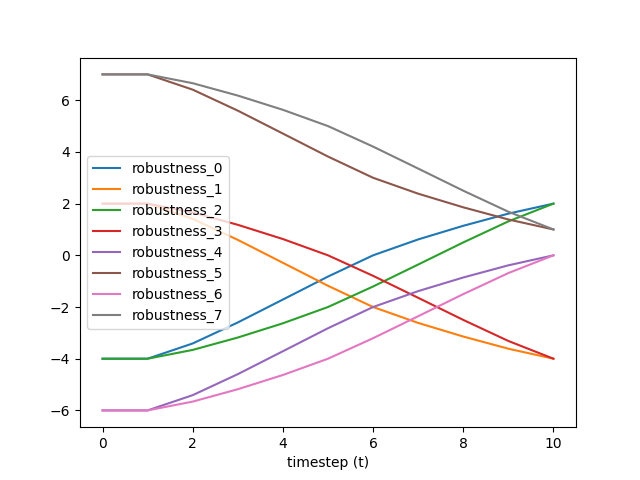 6
4
2
0
−2
−4
−6
robustness_0
robustness_1
robustness_2
robustness_3
robustness_4
robustness_5
robustness_6
robustness_7
0 2 4 6 8 10
timestep (t)